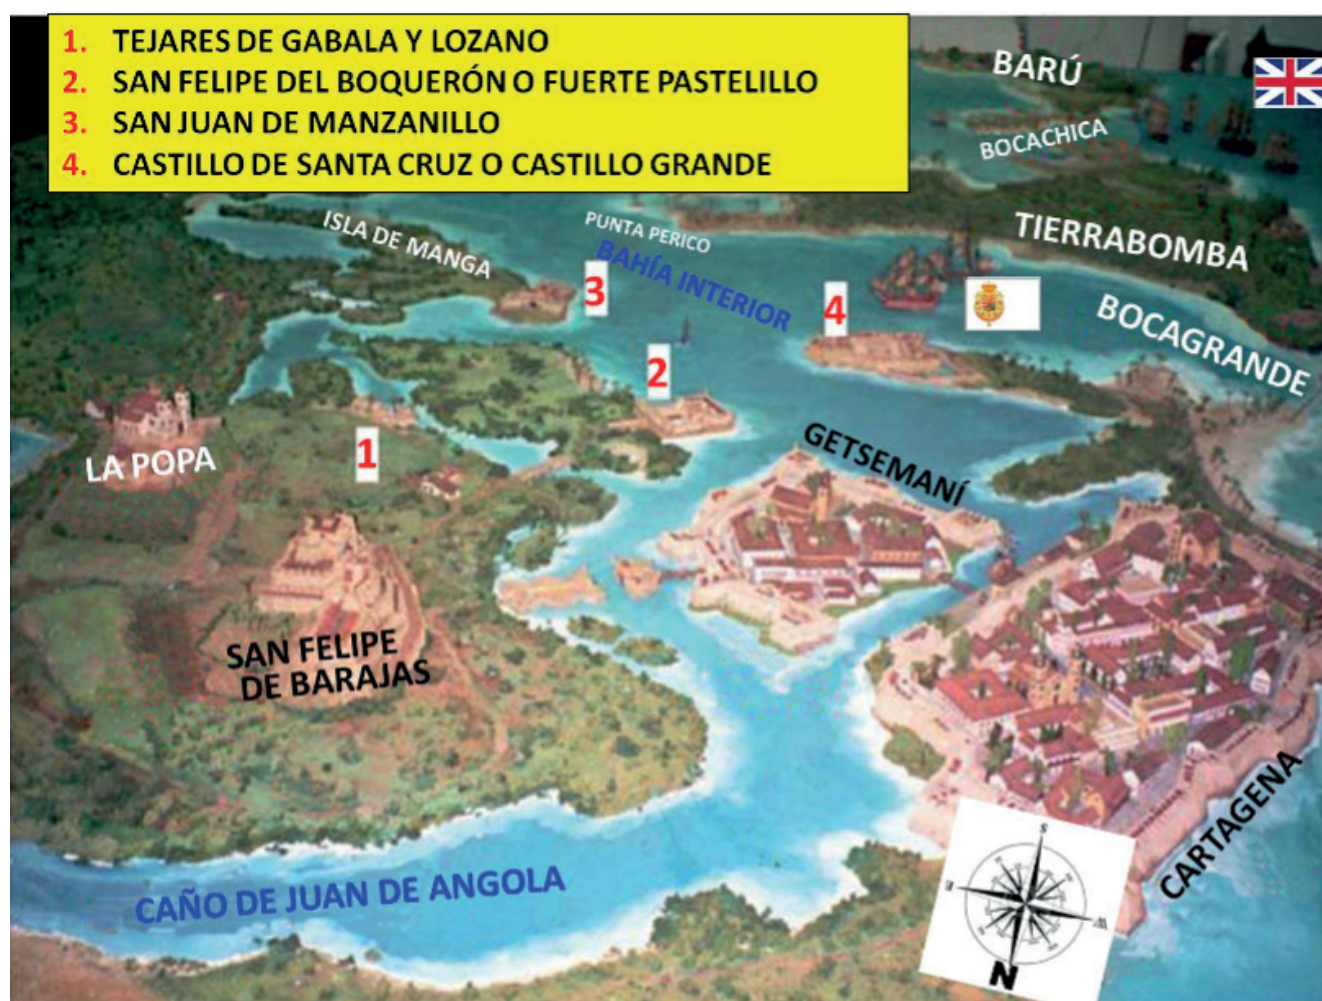 1. TEJARES DE GABALA Y LOZANO
2. SAN FELIPE DEL BOQUERÓN O FUERTE PASTELILLO
3. SAN JUAN DE MANZANILLO
4. CASTILLO DE SANTA CRUZ O CASTILLO GRANDE
BARÚ
BOCACHICA
ISLA DE MANGA
PUNTA PERICO
BAHÍA INTERIOR
TIERRABOMBA
BOCAGRANDE
3
4
2
1
LA POPA
GETSEMANÍ
SAN FELIPE
DE BARAJAS
CARTAGENA
CAÑO DE JUAN DE ANGOLA
S
E
W
N